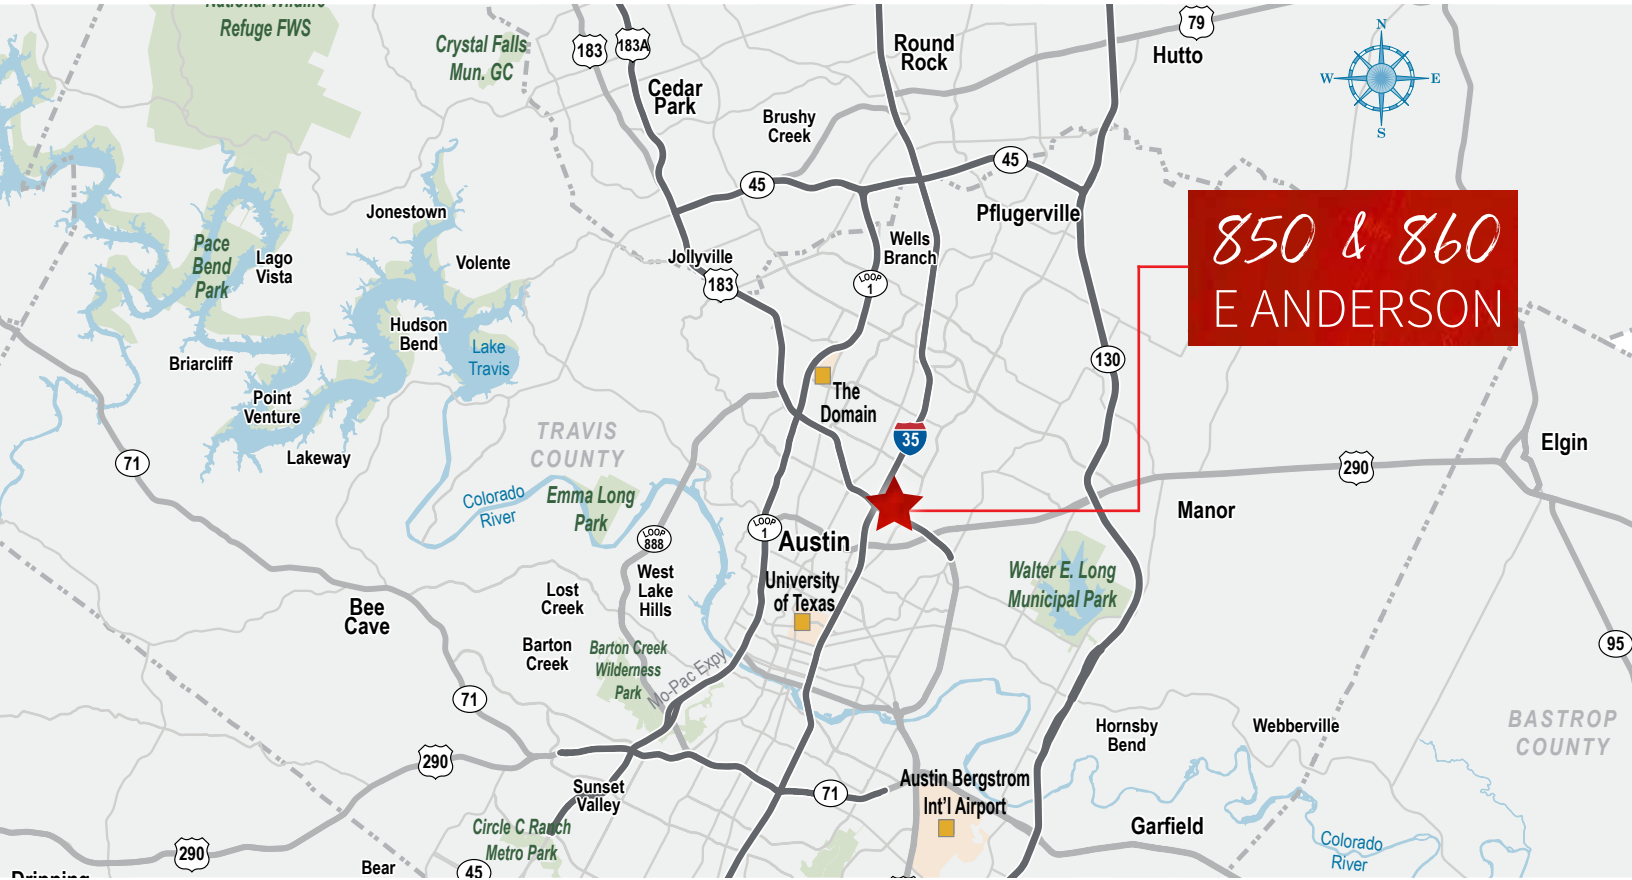 National Wildlife
Refuge FWS
Crystal Falls
Mun. GC
183
183A
Cedar
Park
Round
Rock
79
Hutto
N
W
E
S
Brushy
Creek
45
45
Jonestown
Pflugerville
850 & 860
E ANDERSON
Pace
Bend
Park
Lago
Vista
Volente
Jollyville
183
Wells
Branch
LOOP
1
Hudson
Bend
Lake
Travis
Briarcliff
130
The
Domain
Point
Venture
35
TRAVIS
COUNTY
Lakeway
71
Elgin
290
Colorado
River
Emma Long
Park
Manor
LOOP
1
LOOP
888
Austin
University
of Texas
West
Lake
Hills
Lost
Creek
Walter E. Long
Municipal Park
Bee
Cave
Barton
Creek
Barton Creek
Wilderness
Park
Mo-Pac Expy
95
71
Hornsby
Bend
Webberville
BASTROP
COUNTY
290
Sunset
Valley
71
Austin Bergstrom
Int'l Airport
Circle C Ranch
Metro Park
Garfield
Colorado
River
290
Bear
45
Dripping